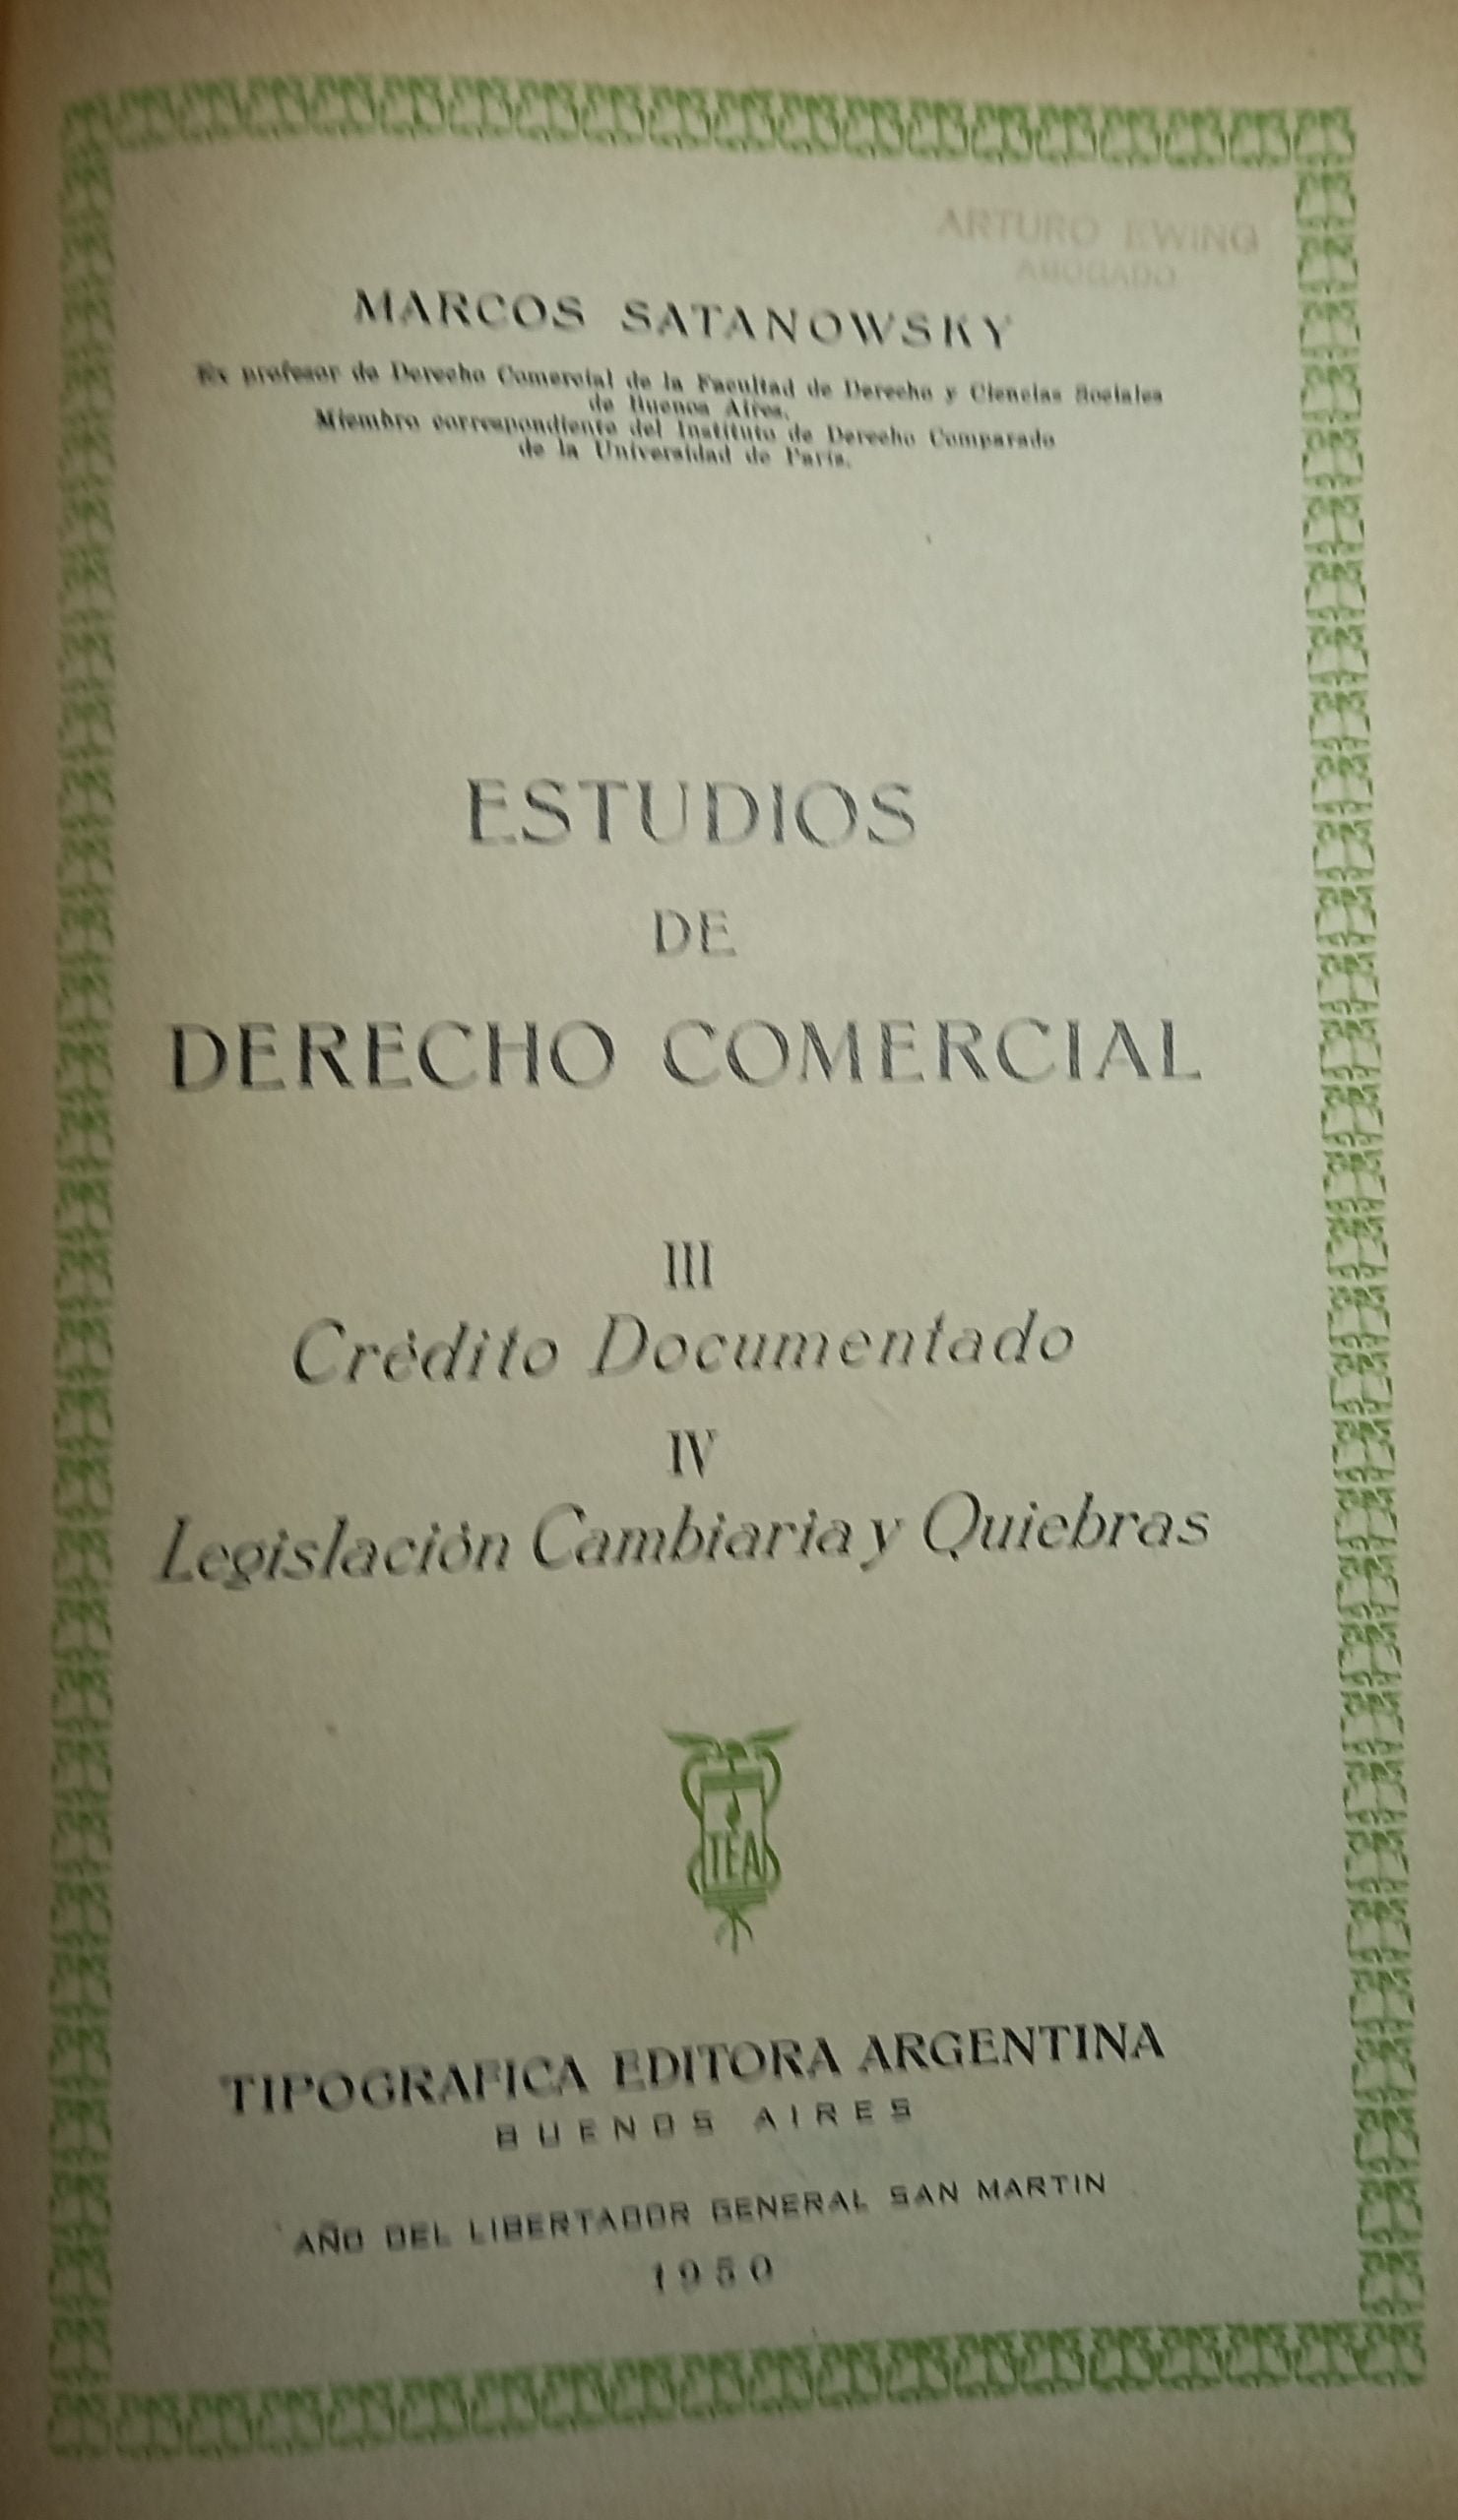 ARTURO EWING
ABOGADO
MARCOS SATANOWSKY
Ex profesor de Derecho Comercial de la Facultad de Derecho y Ciencias Sociales
de Buenos Aires.
Miembro correspondiente del Instituto de Derecho Comparado
de la Universidad de París.
ESTUDIOS
DE
DERECHO COMERCIAL
III
Crédito Documentado
IV
Legislación Cambiaria y Quiebras
TEA
TIPOGRAFICA EDITORA ARGENTINA
BUENOS AIRES
AÑO DEL LIBERTADOR GENERAL SAN MARTIN
1950